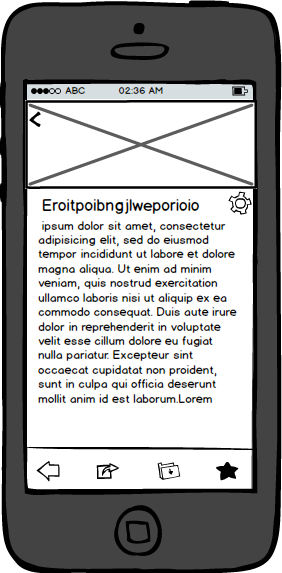 ABC 02:36 AM
Eroitpoibngjlweporioio
ipsum dolor sit amet, consectetur
adipisicing elit, sed do eiusmod
tempor incididunt ut labore et dolore
magna aliqua. Ut enim ad minim
veniam, quis nostrud exercitation
ullamco laboris nisi ut aliquip ex ea
commodo consequat. Duis aute irure
dolor in reprehenderit in voluptate
velit esse cillum dolore eu fugiat
nulla pariatur. Excepteur sint
occaecat cupidatat non proident,
sunt in culpa qui officia deserunt
mollit anim id est laborum.Lorem